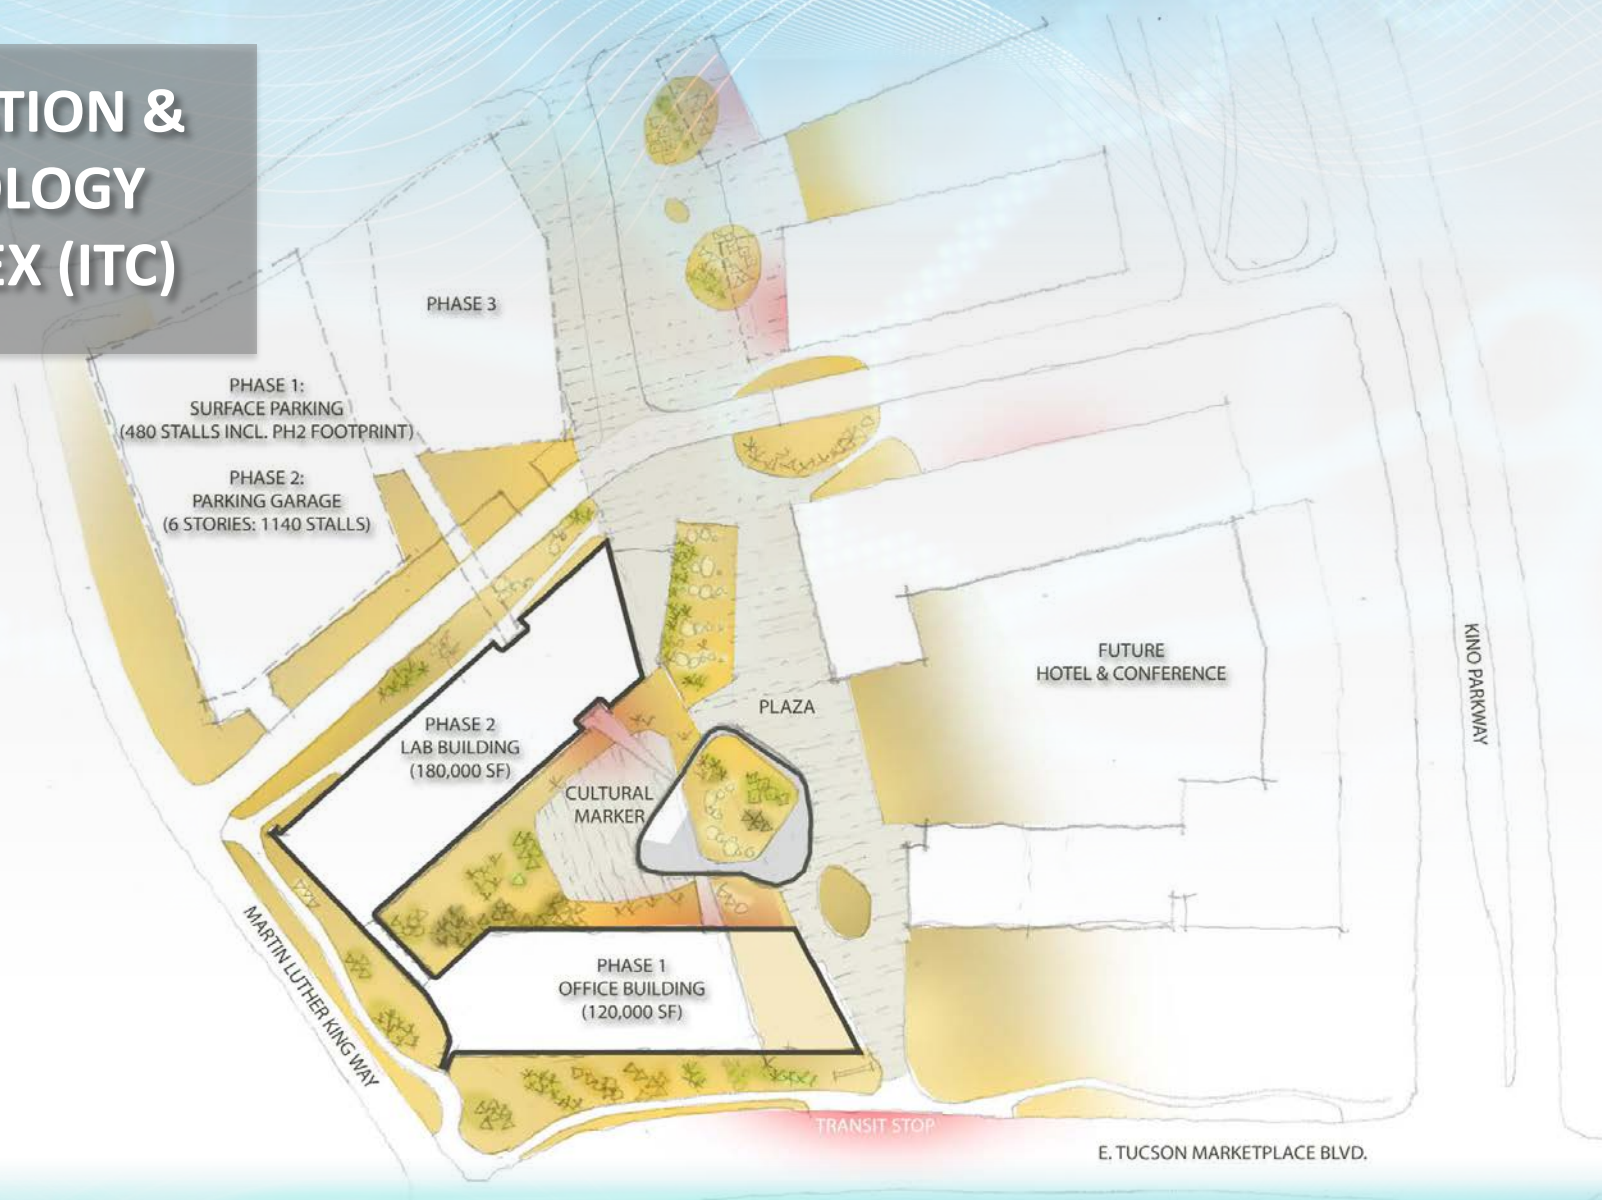 TION &
OLOGY
EX (ITC)
PHASE 3
PHASE 1:
SURFACE PARKING
(480 STALLS INCL. PH2 FOOTPRINT)
PHASE 2:
PARKING GARAGE
(6 STORIES: 1140 STALLS)
PHASE 2
LAB BUILDING
(180,000 SF)
CULTURAL
MARKER
PLAZA
FUTURE
HOTEL & CONFERENCE
KINO PARKWAY
MARTIN LUTHER KING WAY
PHASE 1
OFFICE BUILDING
(120,000 SF)
TRANSIT STOP
E. TUCSON MARKETPLACE BLVD.